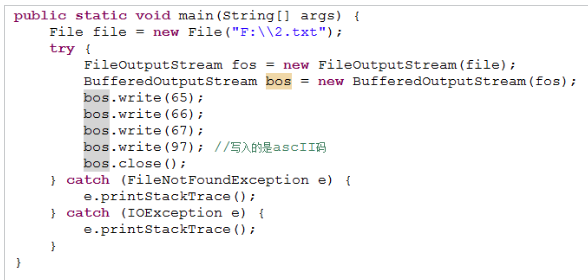 public static void main(String[] args) {
    File file = new File("F:\\2.txt");
    try {
        FileOutputStream fos = new FileOutputStream(file);
        BufferedOutputStream bos = new BufferedOutputStream(fos);
        bos.write(65);
        bos.write(66);
        bos.write(67);
        bos.write(97); //写入的是ascII码
        bos.close();
    } catch (FileNotFoundException e) {
        e.printStackTrace();
    } catch (IOException e) {
        e.printStackTrace();
    }
}